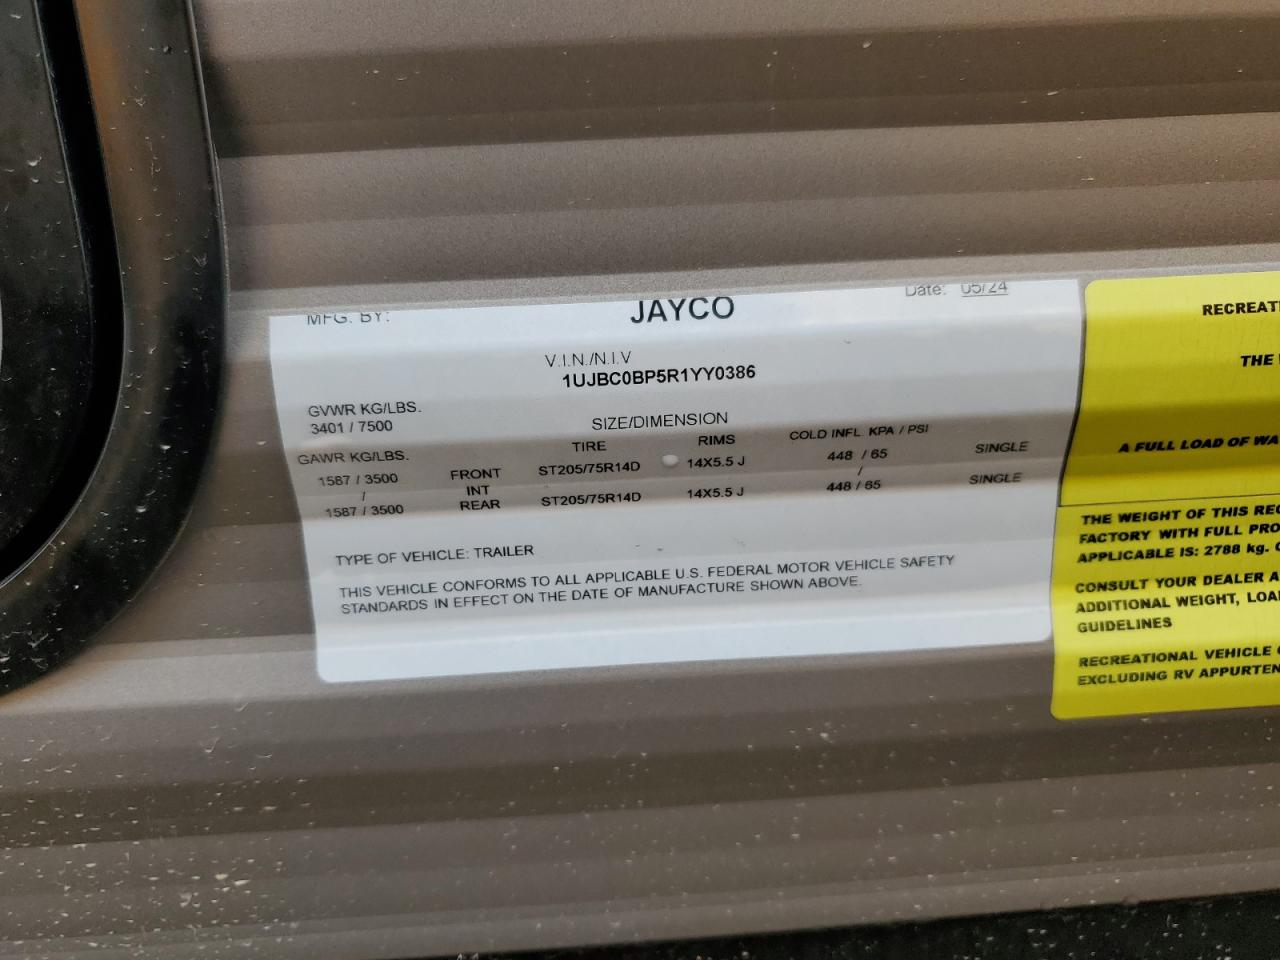 MFG. BY: JAYCO Date: 05/24
V.I.N./N.I.V
1UJBC0BP5R1YY0386
GVWR KG/LBS.
3401 / 7500
SIZE/DIMENSION
GAWR KG/LBS. TIRE RIMS COLD INFL. KPA / PSI
1587 / 3500 FRONT ST205/75R14D 14X5.5 J 448 / 65 SINGLE
/ INT /
1587 / 3500 REAR ST205/75R14D 14X5.5 J 448 / 65 SINGLE
TYPE OF VEHICLE: TRAILER
THIS VEHICLE CONFORMS TO ALL APPLICABLE U.S. FEDERAL MOTOR VEHICLE SAFETY
STANDARDS IN EFFECT ON THE DATE OF MANUFACTURE SHOWN ABOVE.
RECREATI
THE
A FULL LOAD OF WA
THE WEIGHT OF THIS REC
FACTORY WITH FULL PRO
APPLICABLE IS: 2788 kg.
CONSULT YOUR DEALER A
ADDITIONAL WEIGHT, LOA
GUIDELINES
RECREATIONAL VEHICLE
EXCLUDING RV APPURTEN